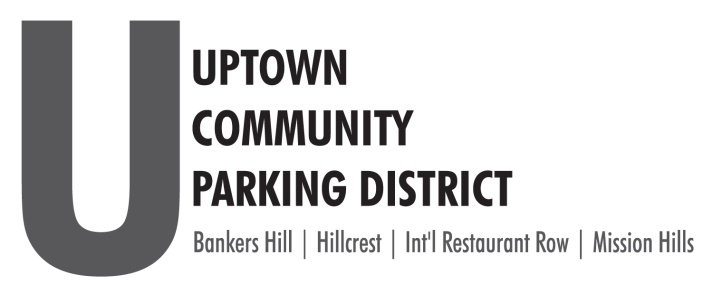 U
UPTOWN
COMMUNITY
PARKING DISTRICT
Bankers Hill | Hillcrest | Int'l Restaurant Row | Mission Hills